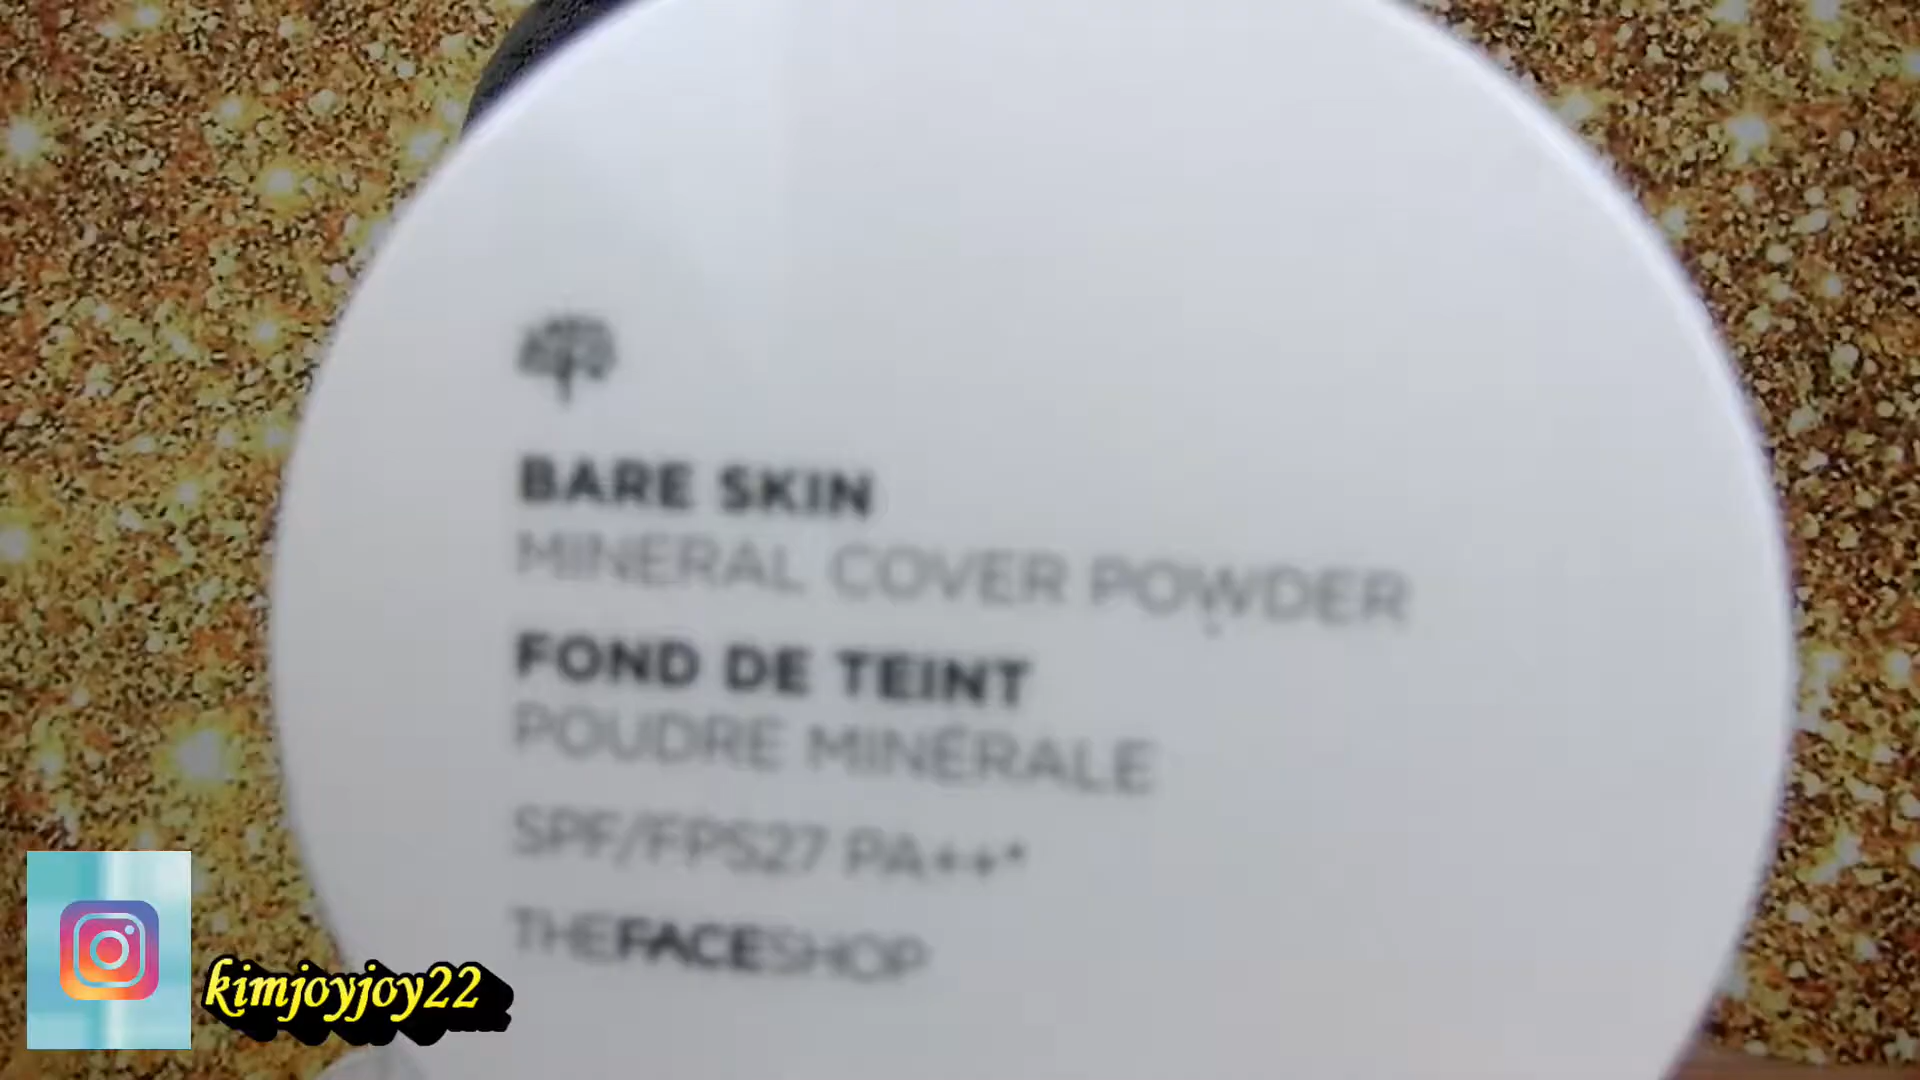 BARE SKIN
MINERAL COVER POWDER
FOND DE TEINT
POUDRE MINÉRALE
SPF/FPS27 PA++*
THEFACESHOP
kimjoyjoy22